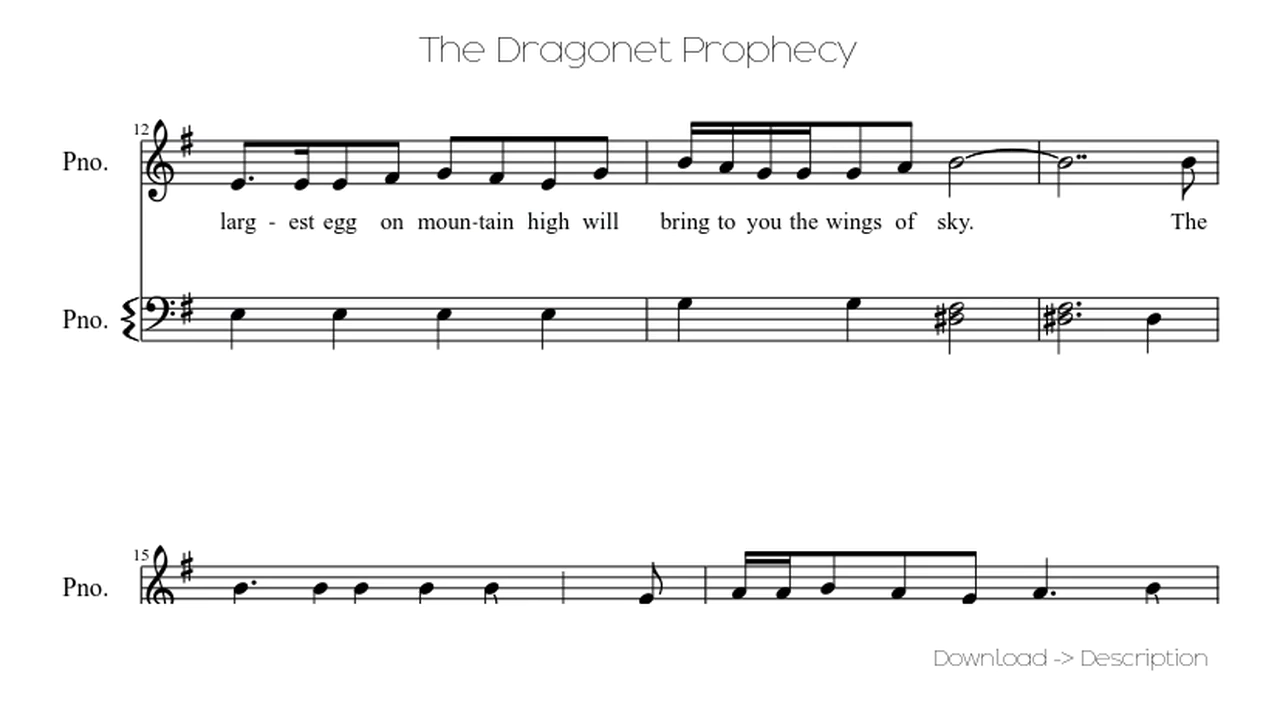 The Dragonet Prophecy
12
Pno.
larg - est egg on moun-tain high will bring to you the wings of sky. The
Pno.
15
Pno.
Download -> Description